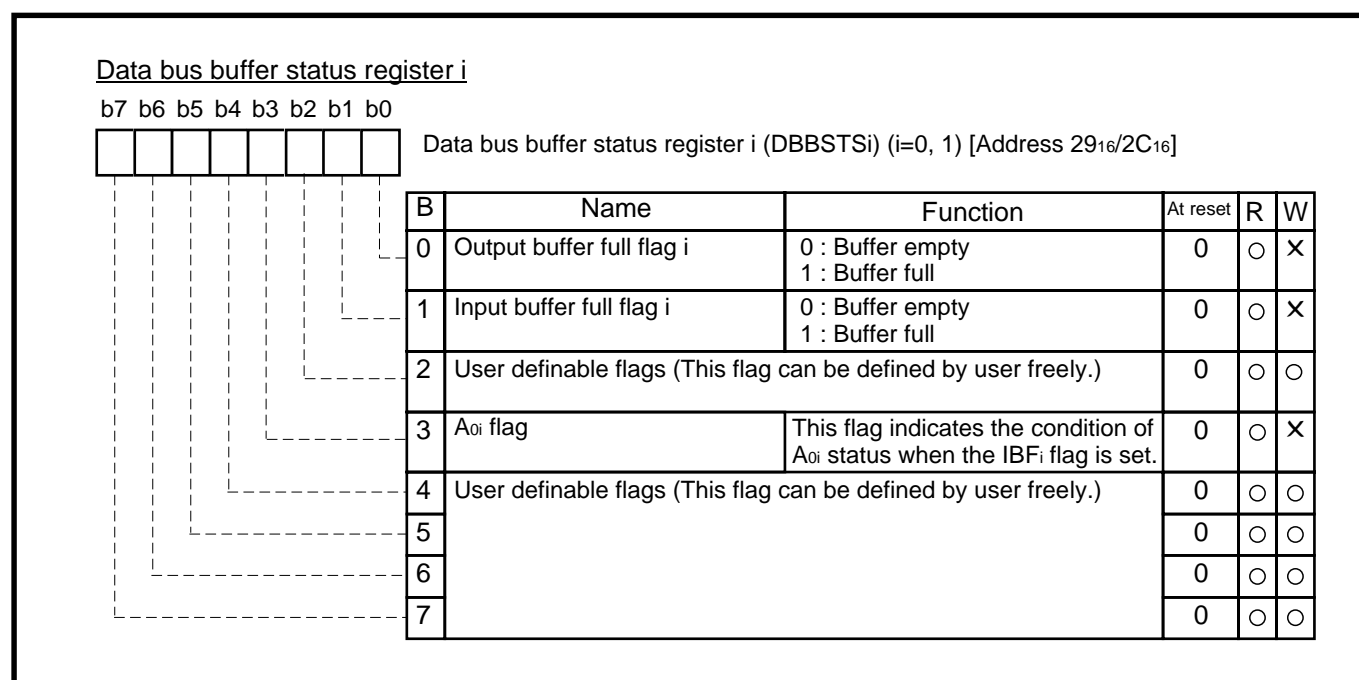 Data bus buffer status register i
b7 b6 b5 b4 b3 b2 b1 b0
Data bus buffer status register i (DBBSTSi) (i=0, 1) [Address 2916/2C16]
B Name Function At reset R W
0 Output buffer full flag i 0 : Buffer empty 0 ○ ×
1 : Buffer full
1 Input buffer full flag i 0 : Buffer empty 0 ○ ×
1 : Buffer full
2 User definable flags (This flag can be defined by user freely.) 0 ○ ○
3 A0i flag This flag indicates the condition of 0 ○ ×
A0i status when the IBFi flag is set.
4 User definable flags (This flag can be defined by user freely.) 0 ○ ○
5 0 ○ ○
6 0 ○ ○
7 0 ○ ○